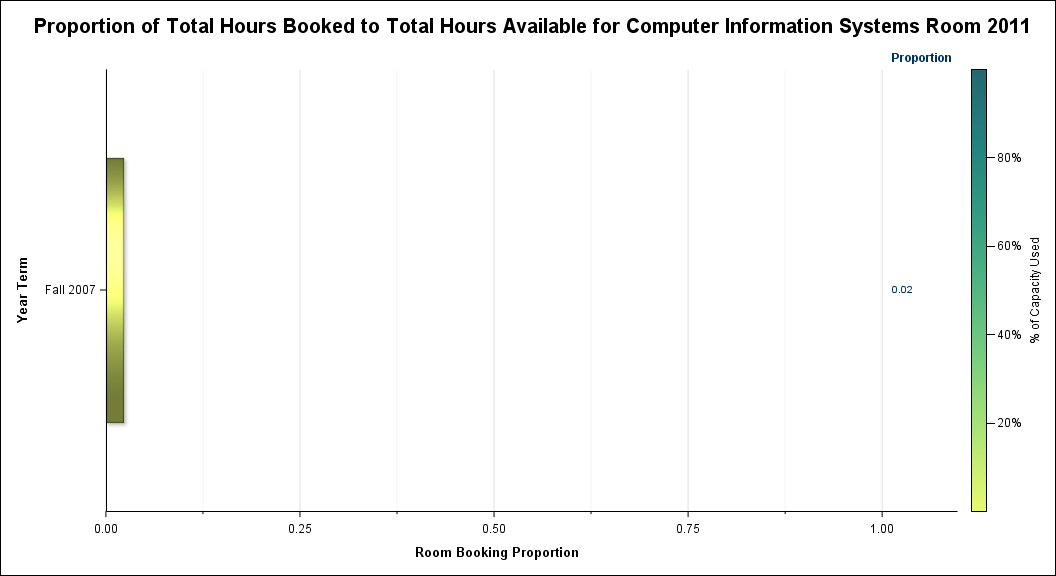 Proportion of Total Hours Booked to Total Hours Available for Computer Information Systems Room 2011
Proportion
80%
60%
40%
20%
% of Capacity Used
Year Term
Fall 2007
0.02
0.00
0.25
0.50
0.75
1.00
Room Booking Proportion